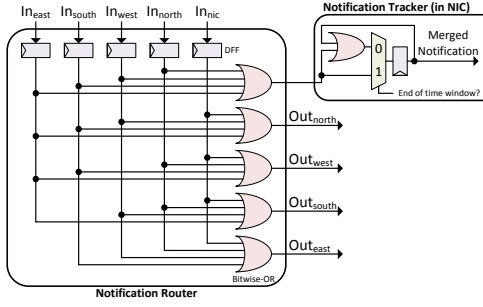 In_east In_south In_west In_north In_nic
Notification Tracker (in NIC)
DFF
0
1
Merged
Notification
End of time window?
Out_north
Out_west
Out_south
Out_east
Bitwise-OR
Notification Router